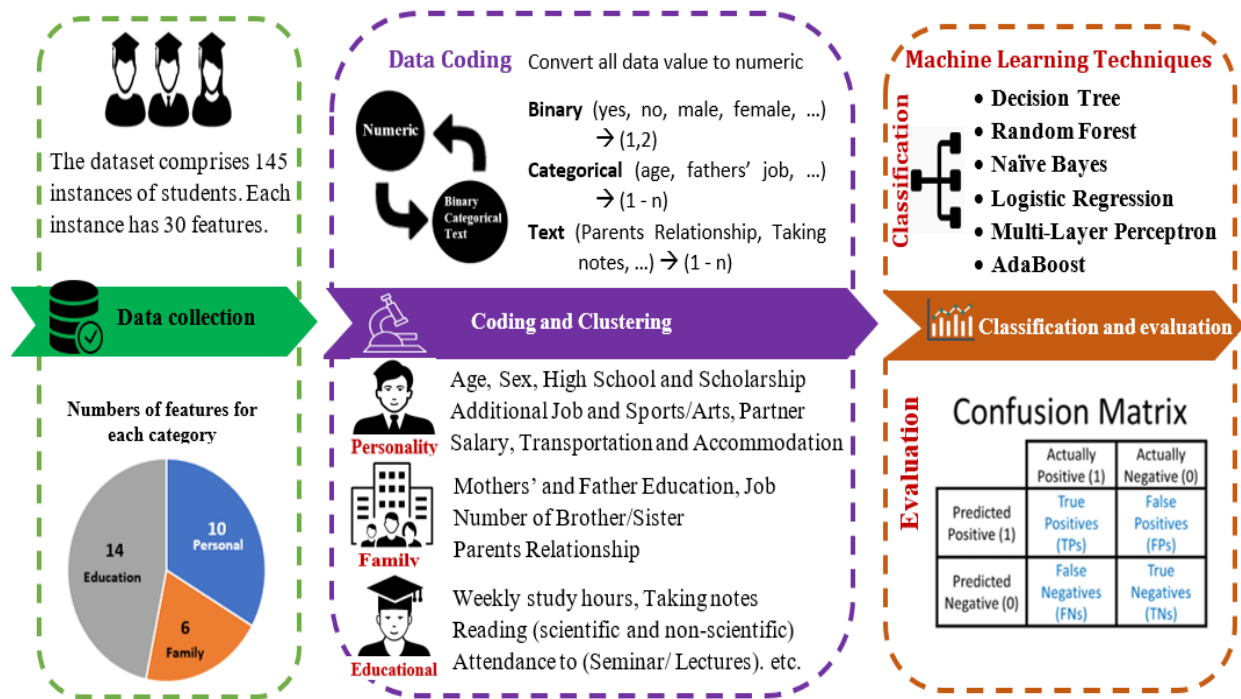 The dataset comprises 145
instances of students. Each
instance has 30 features.
Data collection
Numbers of features for
each category
10
Personal
14
Education
6
Family
Data Coding Convert all data value to numeric
Numeric
Binary
Categorical
Text
Binary (yes, no, male, female, ...)
→ (1,2)
Categorical (age, fathers' job, ...)
→ (1 - n)
Text (Parents Relationship, Taking
notes, ...) → (1 - n)
Coding and Clustering
Personality
Age, Sex, High School and Scholarship
Additional Job and Sports/Arts, Partner
Salary, Transportation and Accommodation
Family
Mothers' and Father Education, Job
Number of Brother/Sister
Parents Relationship
Educational
Weekly study hours, Taking notes
Reading (scientific and non-scientific)
Attendance to (Seminar/ Lectures). etc.
Machine Learning Techniques
Classification
• Decision Tree
• Random Forest
• Naïve Bayes
• Logistic Regression
• Multi-Layer Perceptron
• AdaBoost
Classification and evaluation
Evaluation
Confusion Matrix
Actually
Positive (1)
Actually
Negative (0)
Predicted
Positive (1)
True
Positives
(TPs)
False
Positives
(FPs)
Predicted
Negative (0)
False
Negatives
(FNs)
True
Negatives
(TNs)